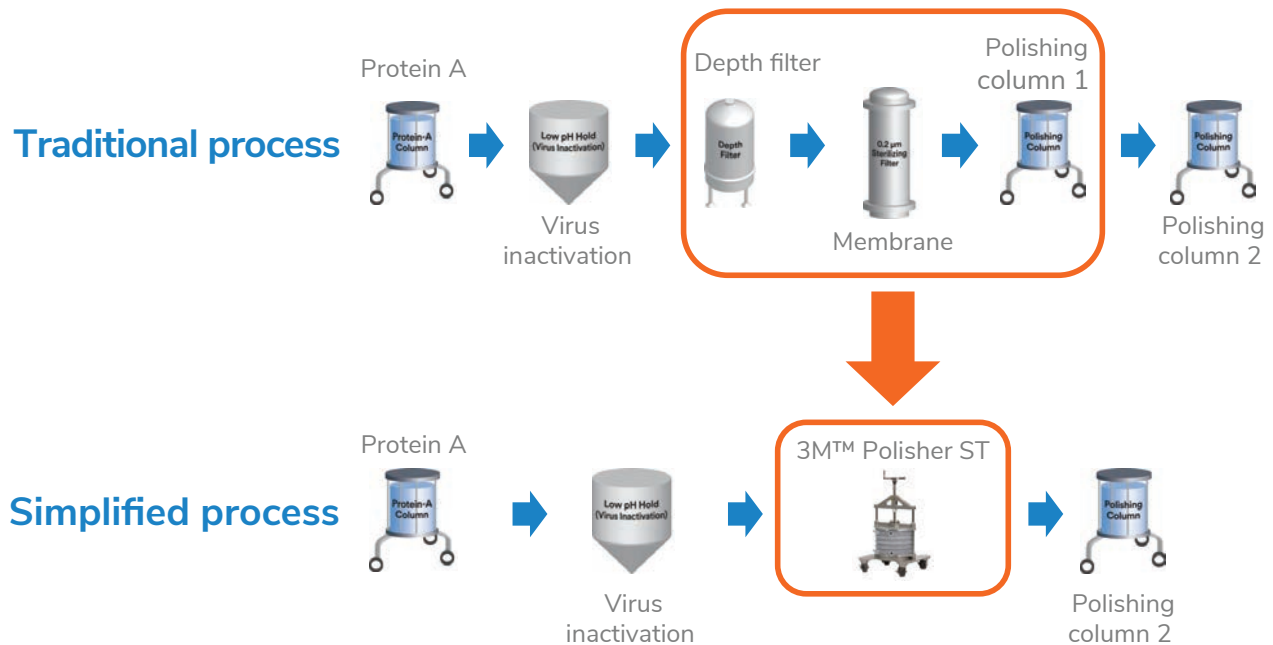 Traditional process
Protein A
Protein-A
Column
Low pH Hold
(Virus Inactivation)
Virus
inactivation
Depth filter
Depth
Filter
0.2 µm
Sterilizing
Filter
Membrane
Polishing
column 1
Polishing
Column
Polishing
Column
Polishing
column 2
Simplified process
Protein A
Protein-A
Column
Low pH Hold
(Virus Inactivation)
Virus
inactivation
3M™ Polisher ST
Polishing
Column
Polishing
column 2